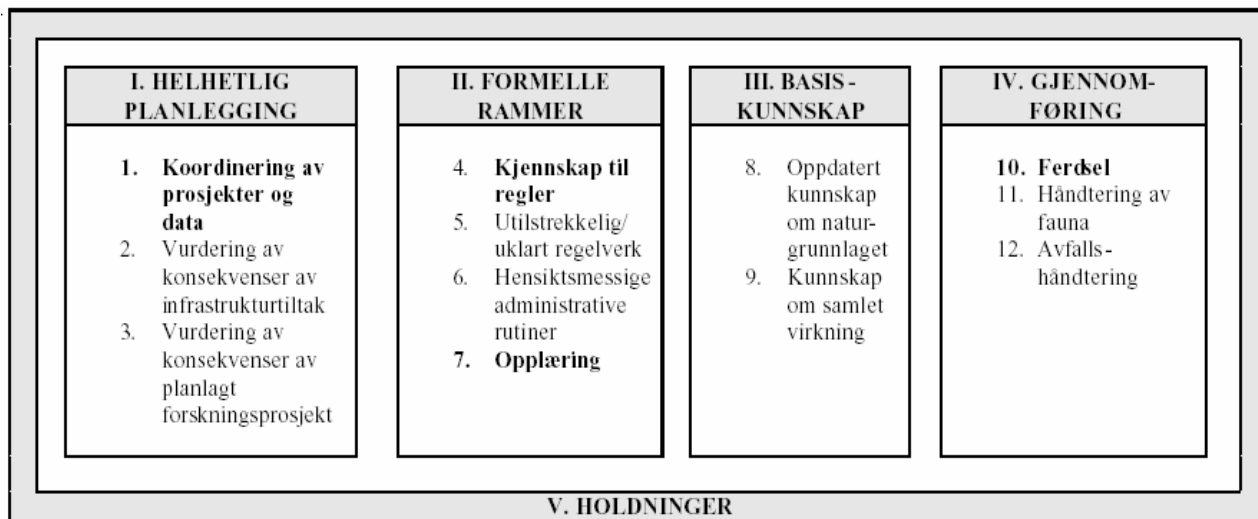 I. HELHETLIG
PLANLEGGING
1. Koordinering av
prosjekter og
data
2. Vurdering av
konsekvenser av
infrastrukturtiltak
3. Vurdering av
konsekvenser av
planlagt
forskningsprosjekt
II. FORMELLE
RAMMER
4. Kjennskap til
regler
5. Utilstrekkelig/
uklart regelverk
6. Hensiktsmessige
administrative
rutiner
7. Opplæring
III. BASIS-
KUNNSKAP
8. Oppdatert
kunnskap
om natur-
grunnlaget
9. Kunnskap
om samlet
virkning
IV. GJENNOM-
FØRING
10. Ferdsel
11. Håndtering av
fauna
12. Avfalls-
håndtering
V. HOLDNINGER